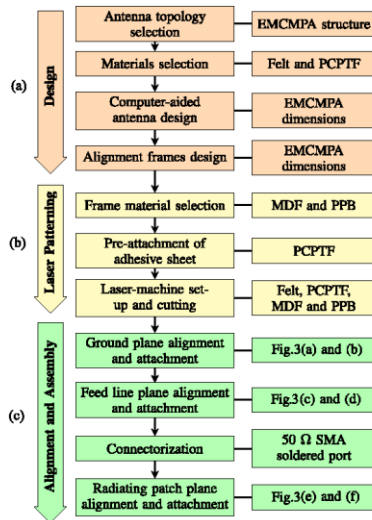 Antenna topology
selection
EMCMPA structure
Materials selection
Felt and PCPTF
(a)
Design
Computer-aided
antenna design
EMCMPA
dimensions
Alignment frames design
EMCMPA
dimensions
Frame material selection
MDF and PPB
(b)
Laser Patterning
Pre-attachment of
adhesive sheet
PCPTF
Laser-machine set-
up and cutting
Felt, PCPTF,
MDF and PPB
Ground plane alignment
and attachment
Fig.3(a) and (b)
Feed line plane alignment
and attachment
Fig.3(c) and (d)
(c)
Alignment and Assembly
Connectorization
50 Ω SMA
soldered port
Radiating patch plane
alignment and attachment
Fig.3(e) and (f)